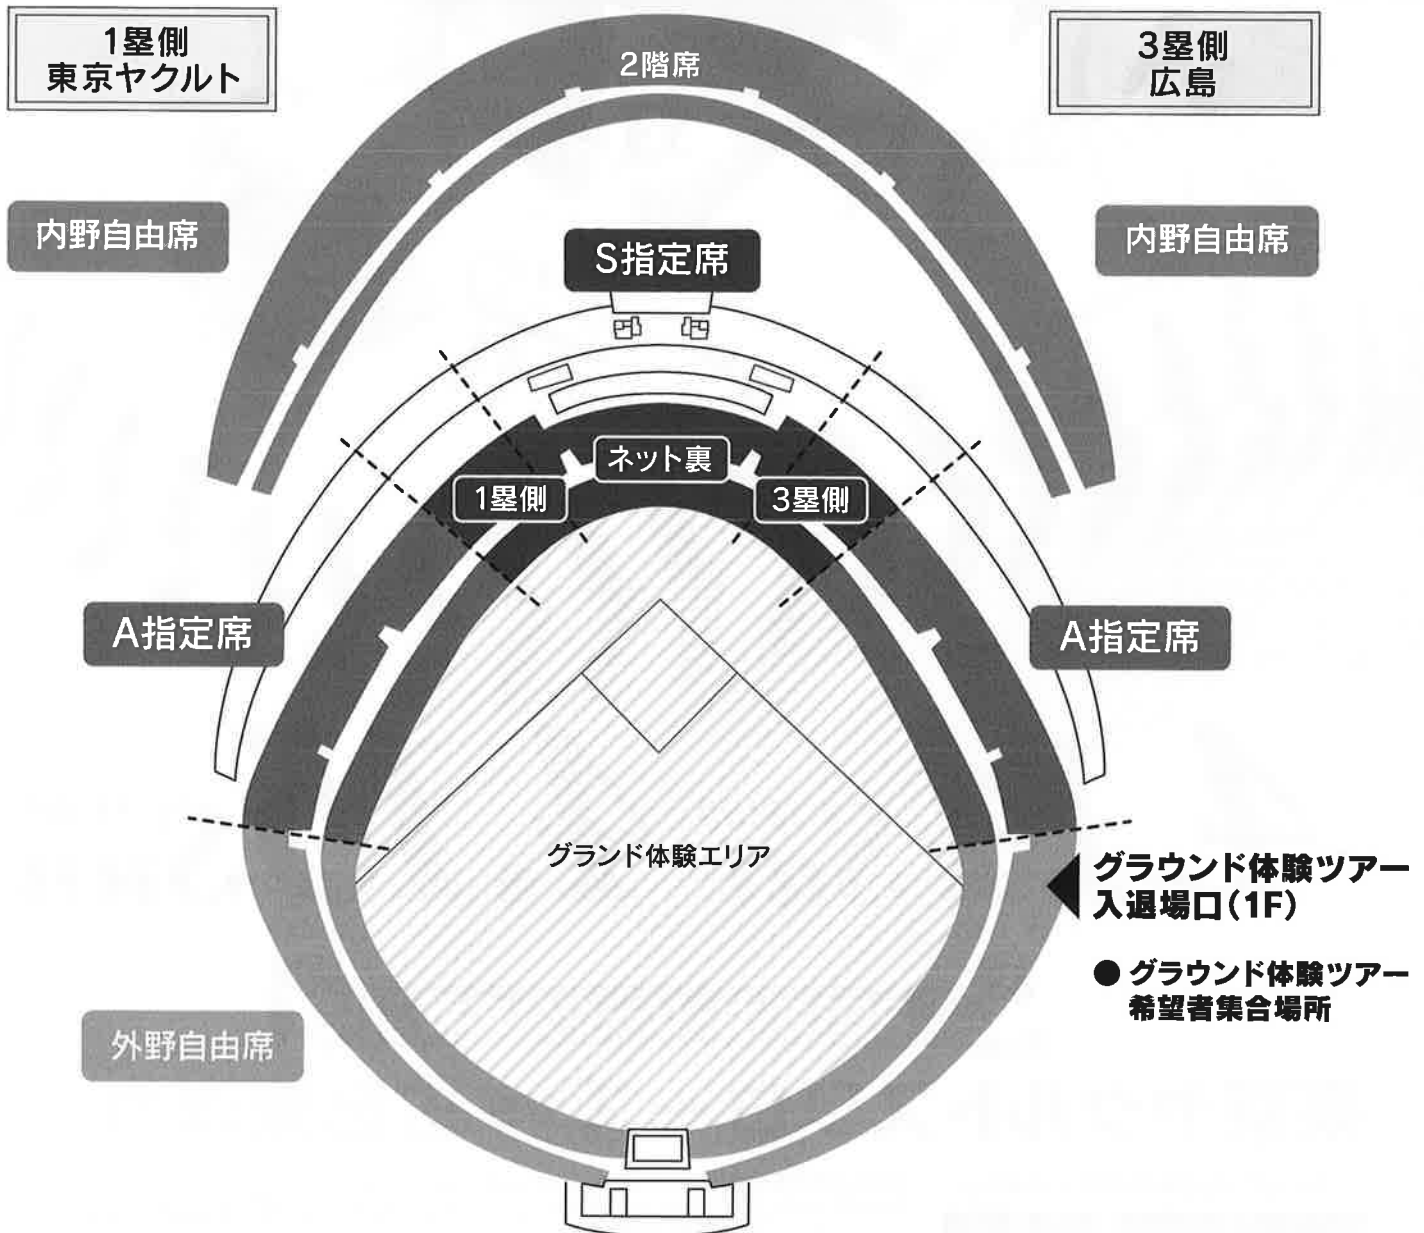 1塁側
東京ヤクルト
3塁側
広島
2階席
内野自由席
内野自由席
S指定席
ネット裏
1塁側
3塁側
A指定席
A指定席
グランド体験エリア
グラウンド体験ツアー
入退場口(1F)
● グラウンド体験ツアー
希望者集合場所
外野自由席